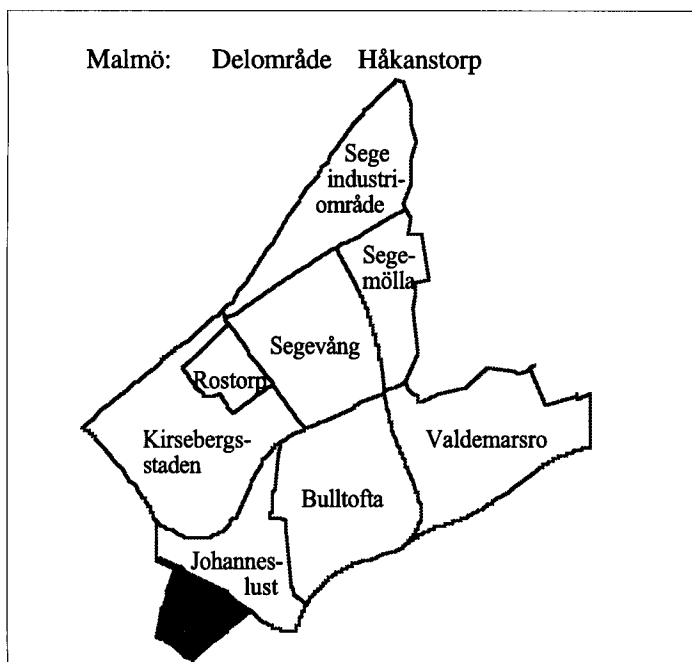 Malmö: Delområde Håkanstorp
Sege
industri-
område
Sege-
mölla
Segevång
Rostorp
Kirsebergs-
staden
Valdemarsro
Bulltofta
Johannes-
lust